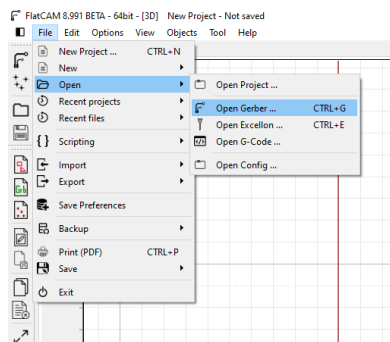 FlatCAM 8.991 BETA - 64bit - [3D] New Project - Not saved
File Edit Options View Objects Tool Help
New Project ... CTRL+N
New
Open
Recent projects
Recent files
Scripting
Import
Export
Save Preferences
Backup
Print (PDF) CTRL+P
Save
Exit
Open Project ...
Open Gerber ... CTRL+G
Open Excellon ... CTRL+E
Open G-Code ...
Open Config ...
Grb